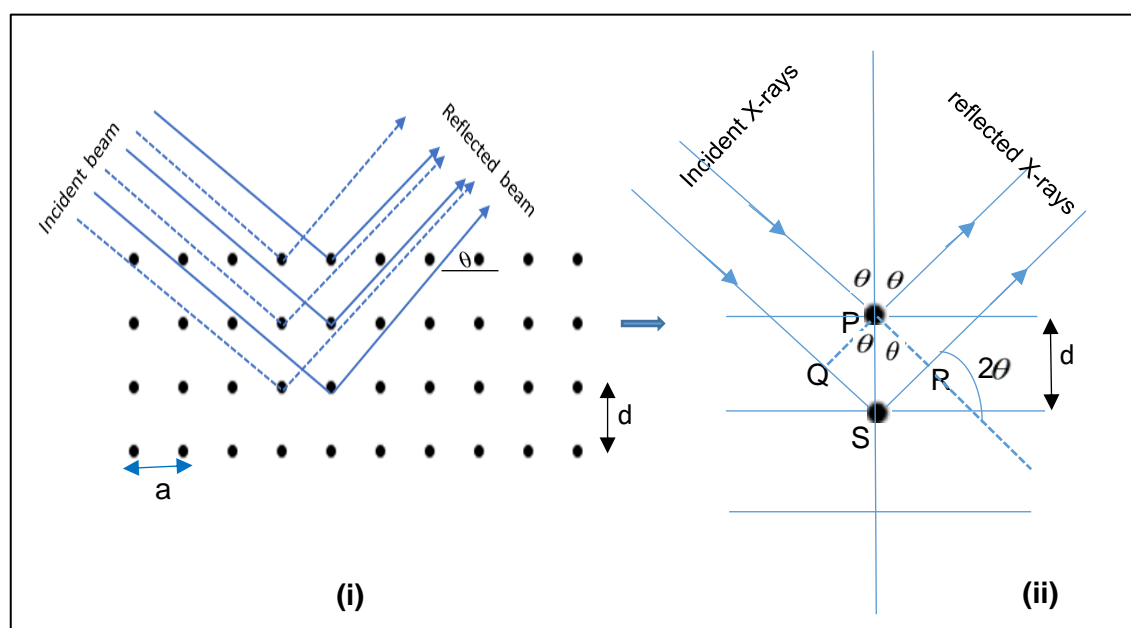 Incident beam
Reflected beam
θ
d
a
(i)
Incident X-rays
reflected X-rays
θ θ
P
θ θ
Q
R
2θ
d
S
(ii)